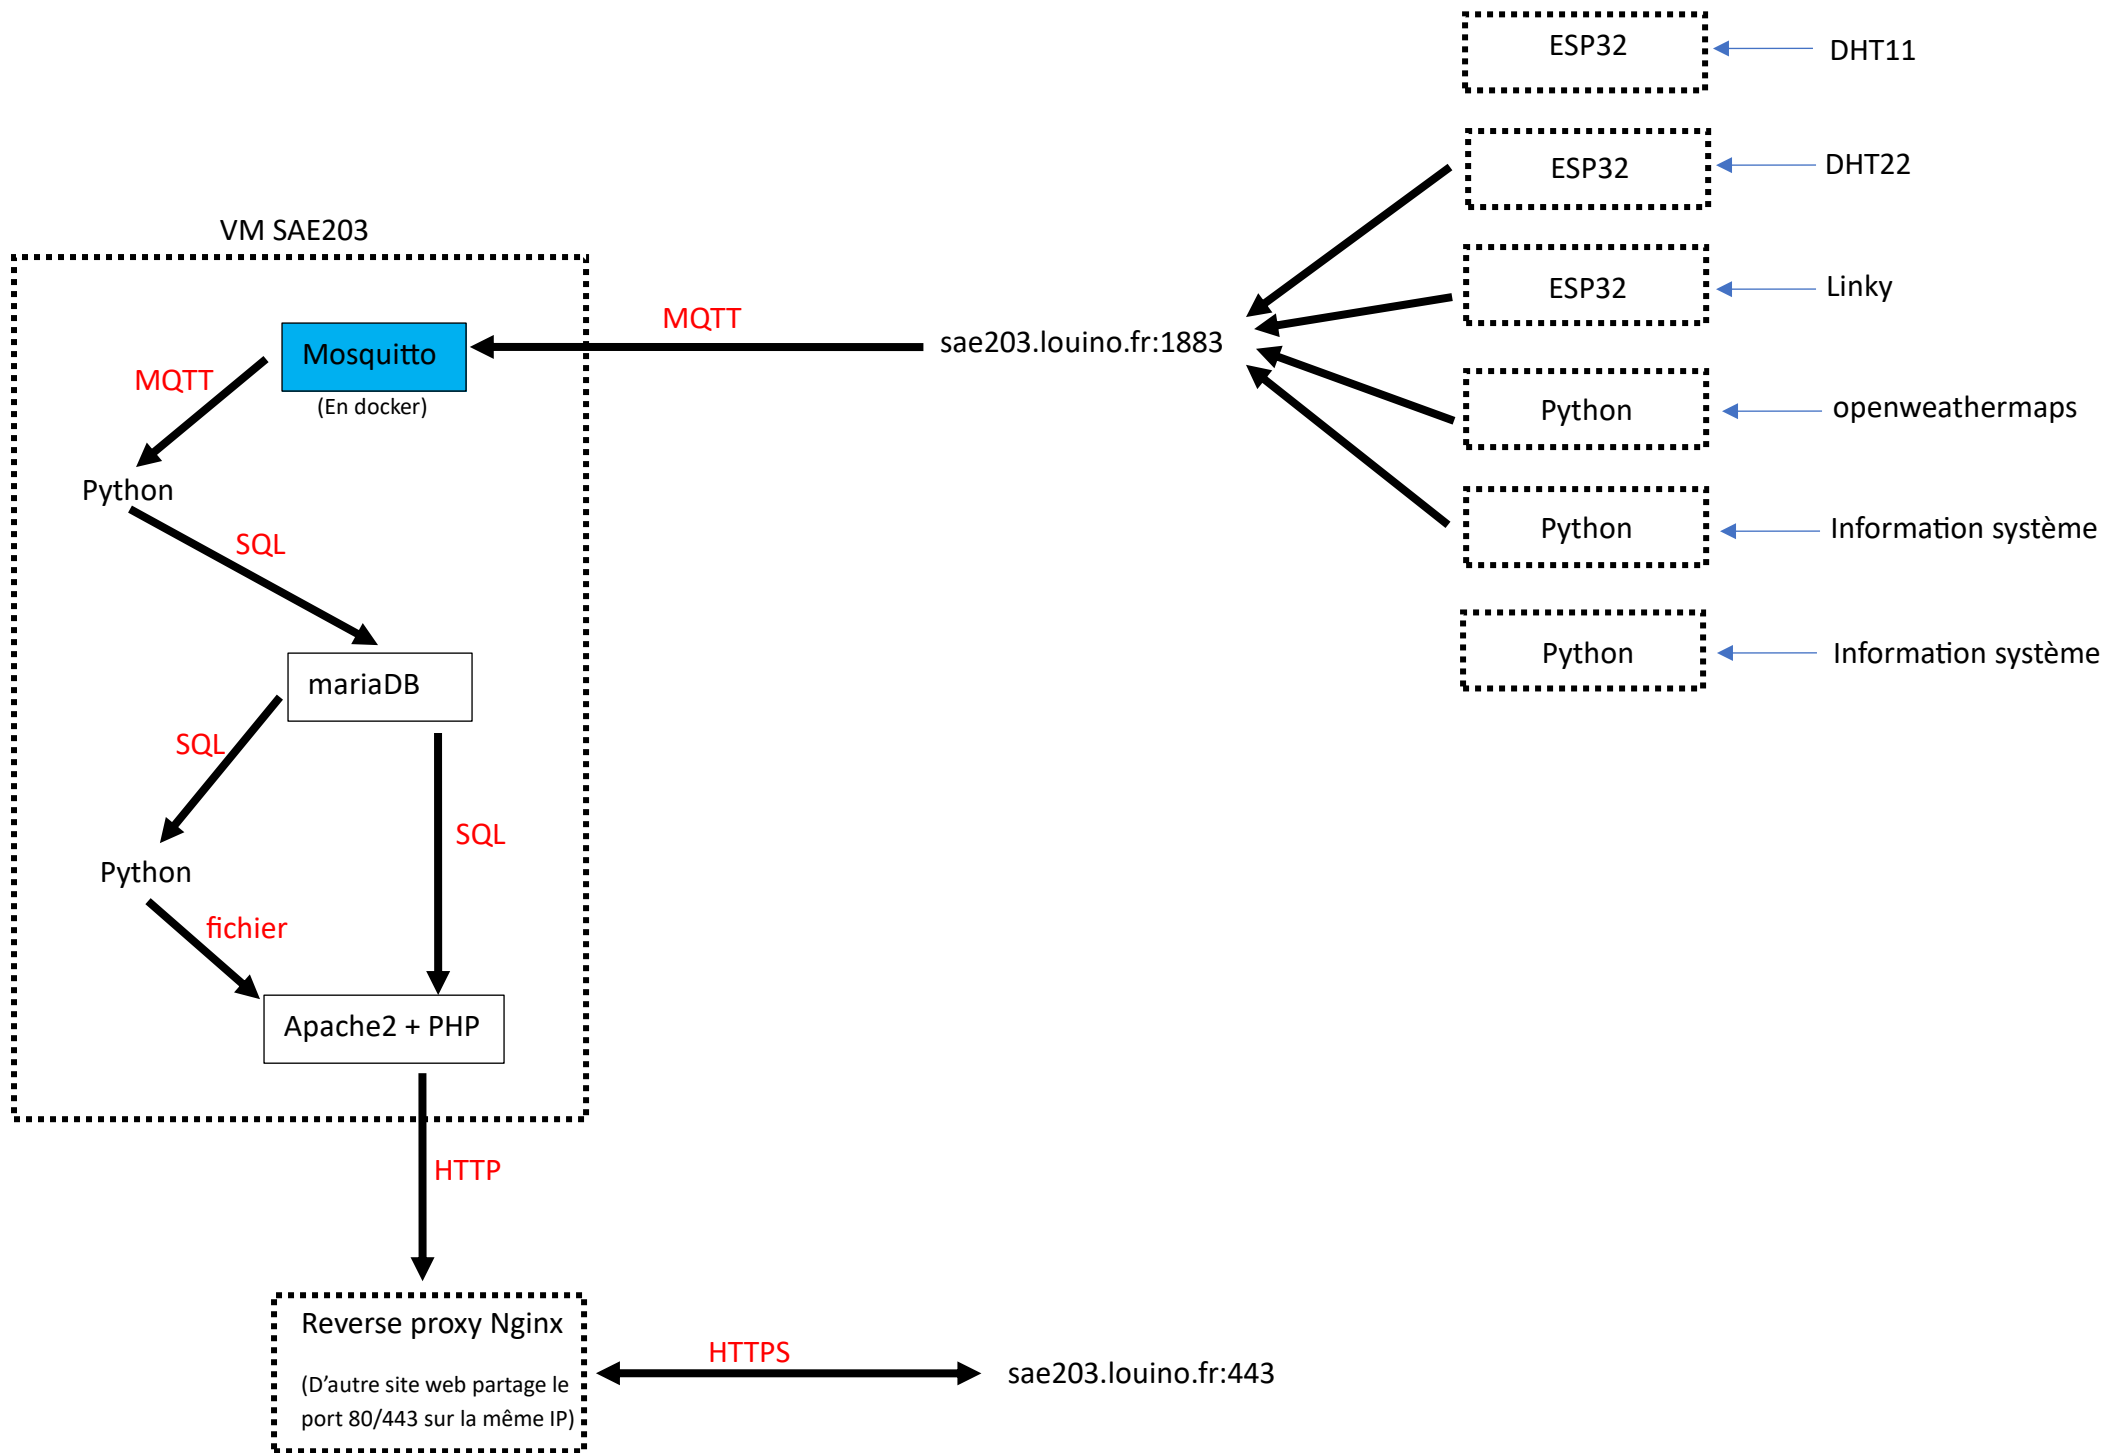 ESP32
DHT11
ESP32
DHT22
VM SAE203
ESP32
Linky
Mosquitto
(En docker)
MQTT
sae203.louino.fr:1883
MQTT
Python
openweathermaps
Python
SQL
Python
Information système
mariaDB
Python
Information système
SQL
SQL
Python
fichier
Apache2 + PHP
HTTP
Reverse proxy Nginx
(D’autre site web partage le
port 80/443 sur la même IP)
HTTPS
sae203.louino.fr:443